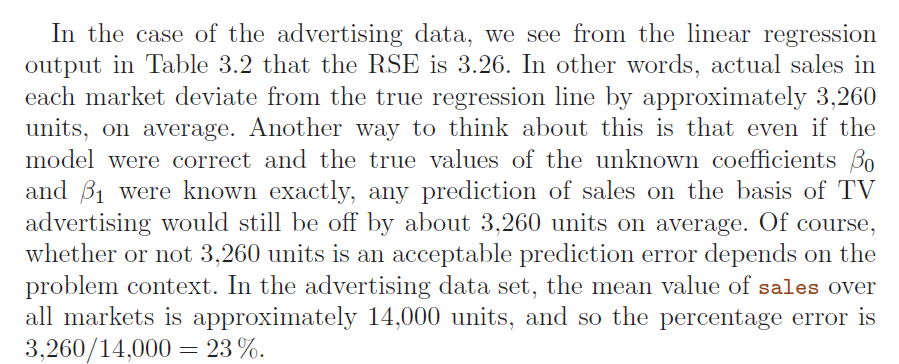 In the case of the advertising data, we see from the linear regression
output in Table 3.2 that the RSE is 3.26. In other words, actual sales in
each market deviate from the true regression line by approximately 3,260
units, on average. Another way to think about this is that even if the
model were correct and the true values of the unknown coefficients β₀
and β₁ were known exactly, any prediction of sales on the basis of TV
advertising would still be off by about 3,260 units on average. Of course,
whether or not 3,260 units is an acceptable prediction error depends on the
problem context. In the advertising data set, the mean value of sales over
all markets is approximately 14,000 units, and so the percentage error is
3,260/14,000 = 23 %.